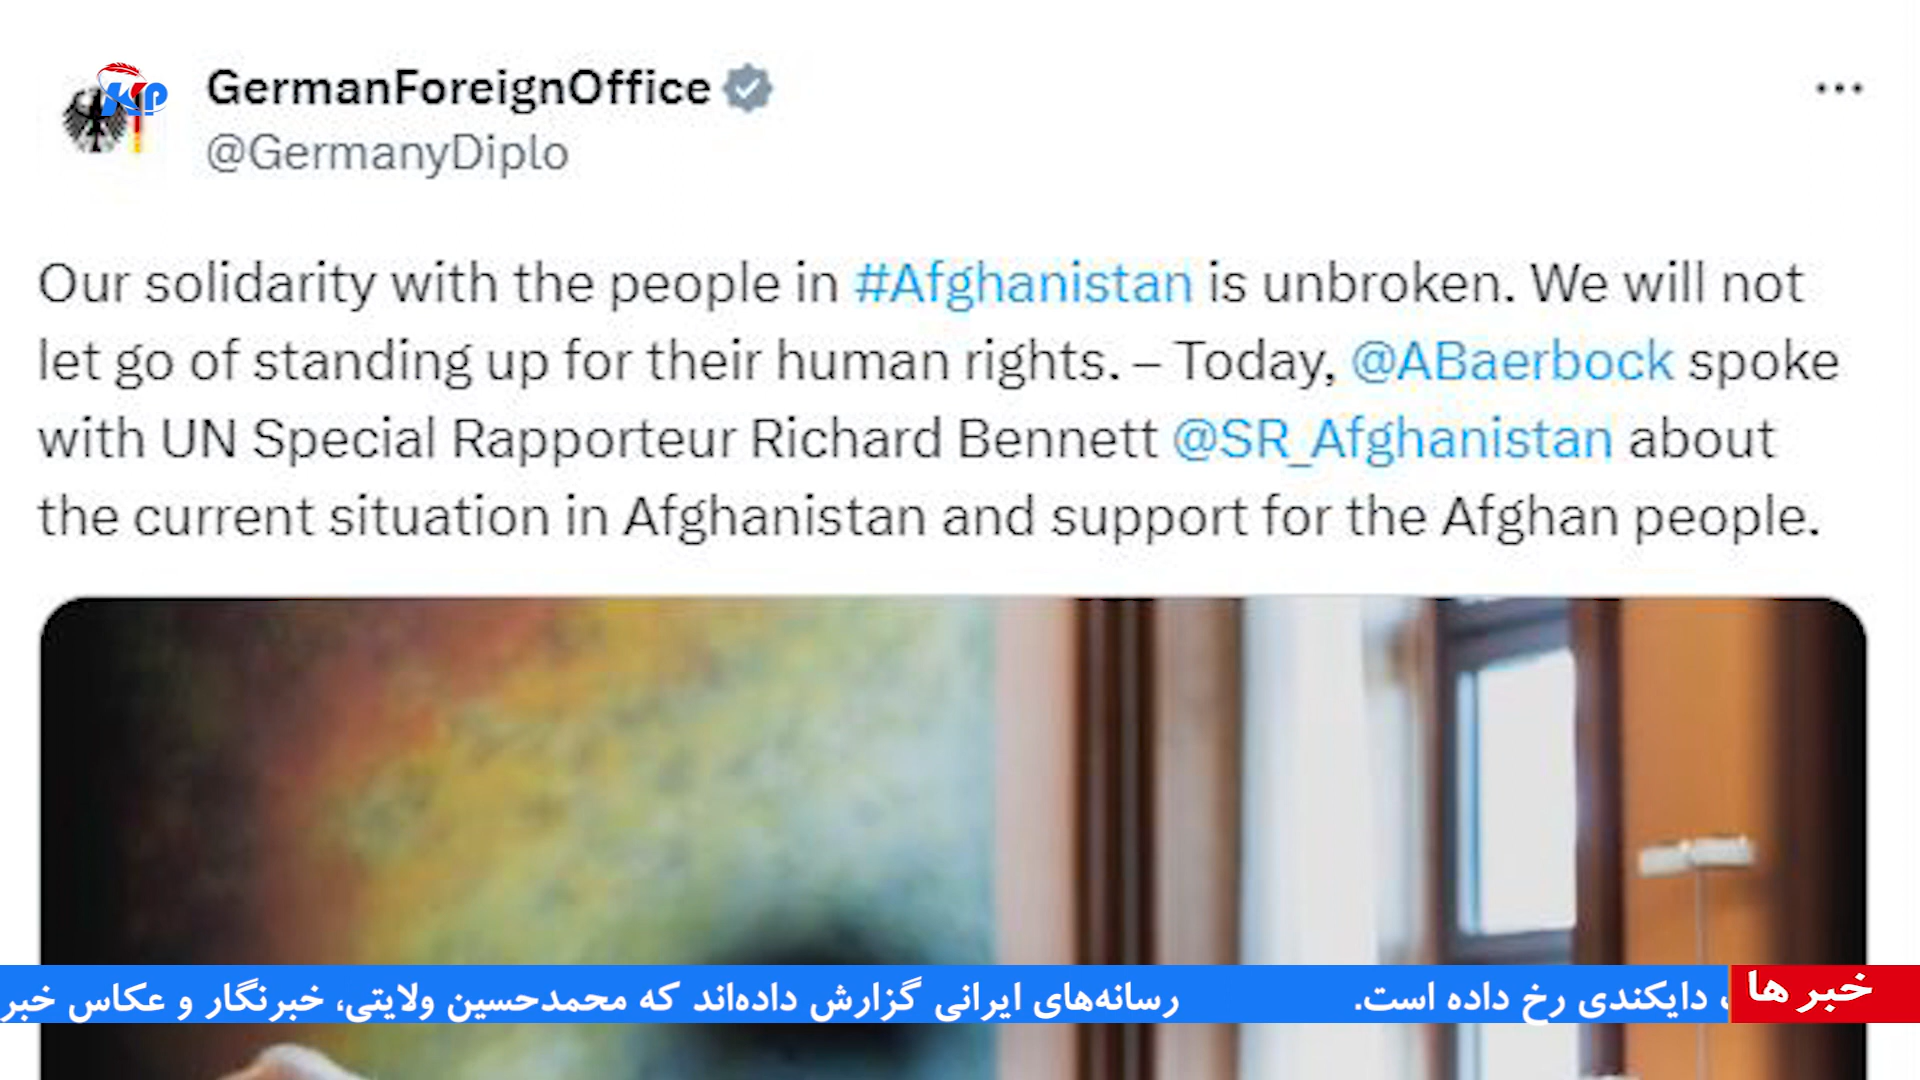 KP
GermanForeignOffice
@GermanyDiplo
Our solidarity with the people in #Afghanistan is unbroken. We will not
let go of standing up for their human rights. – Today, @ABaerbock spoke
with UN Special Rapporteur Richard Bennett @SR_Afghanistan about
the current situation in Afghanistan and support for the Afghan people.
خبر ها
دایکندی رخ داده است. رسانه‌های ایرانی گزارش داده‌اند که محمدحسین ولایتی، خبرنگار و عکاس خبر